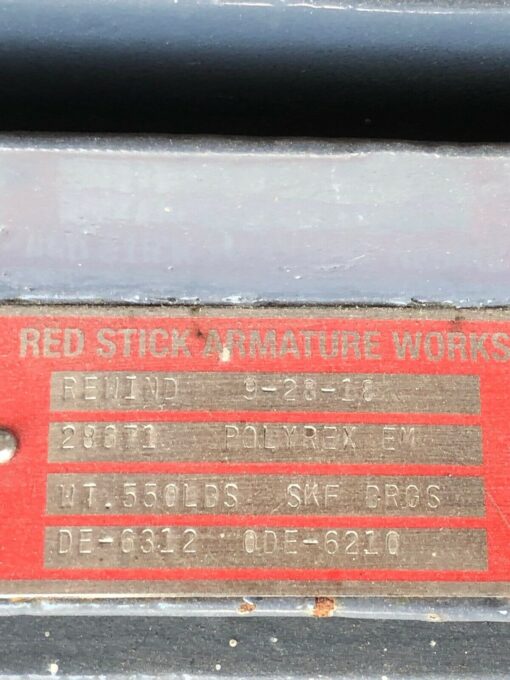 RED STICK ARMATURE WORKS
REWIND 9-28-18
28671 POLYREX EM
WT.550LBS SKF BRGS
DE-6312 ODE-6210